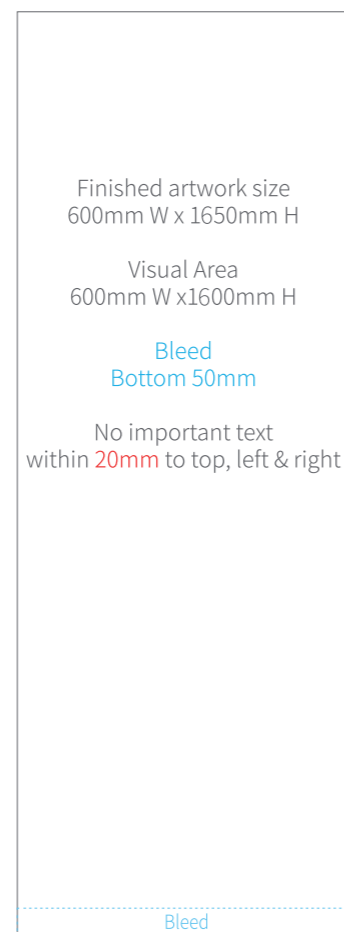 Finished artwork size
600mm W x 1650mm H
Visual Area
600mm W x1600mm H
Bleed
Bottom 50mm
No important text
within 20mm to top, left & right
Bleed